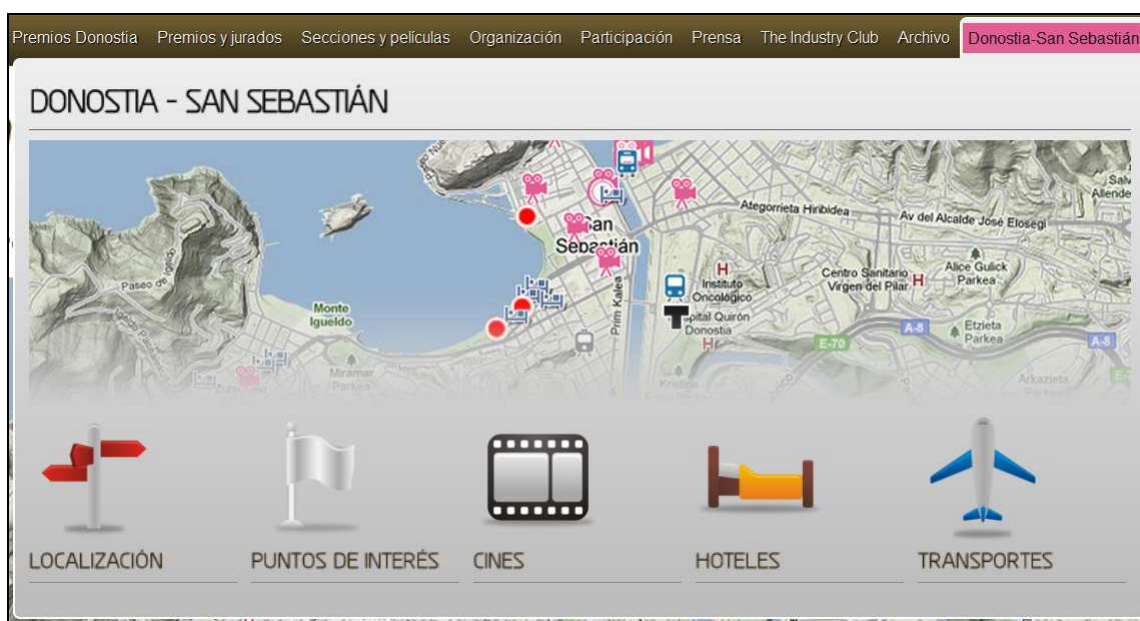 Premios Donostia Premios y jurados Secciones y películas Organización Participación Prensa The Industry Club Archivo Donostia-San Sebastián
DONOSTIA - SAN SEBASTIÁN
Ategorrieta Hiribidea
Av del Alcalde José Elosegi
San
Sebastián
Paseo de Igeldo
H
Instituto
Oncológico
Centro Sanitario
Virgen del Pilar H
Alice Gulick
Parkea
Monte
Igueldo
Prim Kalea
Quirón
Donostia
E-70
A-8
Etzieta
Parkea
A-8
Miramar
Arkazieta
LOCALIZACIÓN PUNTOS DE INTERÉS CINES HOTELES TRANSPORTES